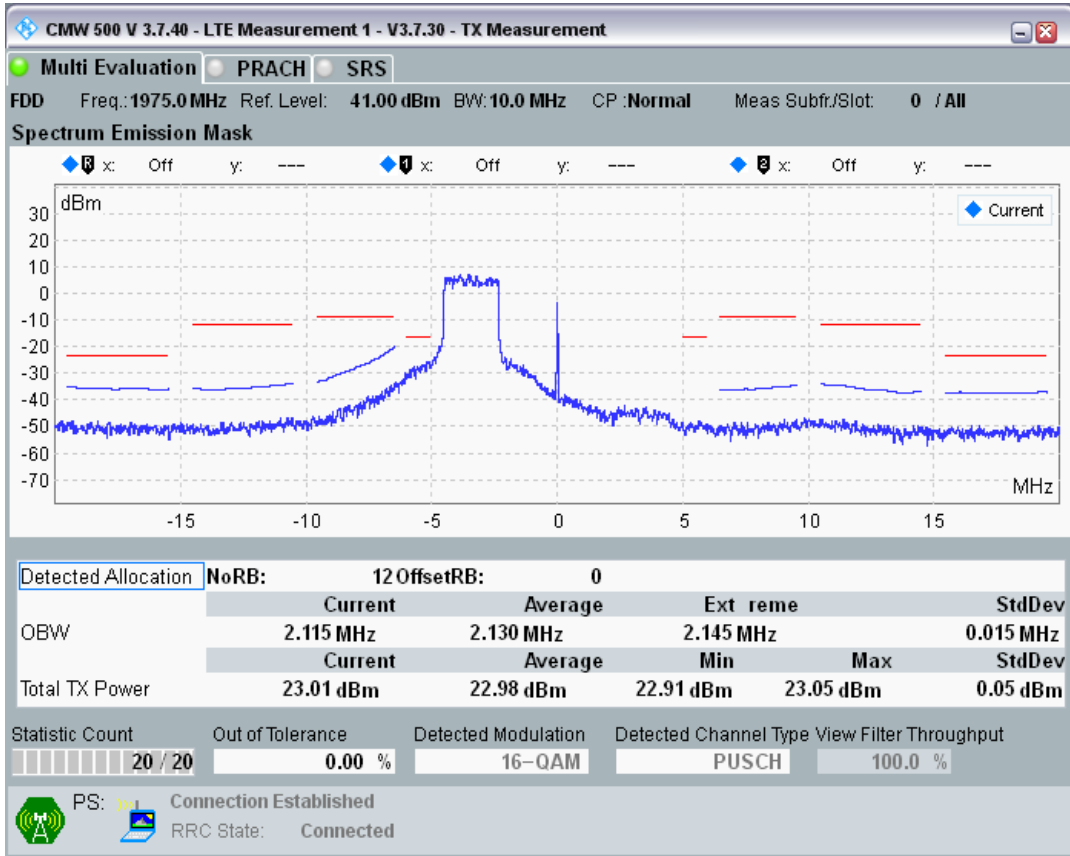 CMW 500 V 3.7.40 - LTE Measurement 1 - V3.7.30 - TX Measurement
Multi Evaluation PRACH SRS
FDD Freq.: 1975.0 MHz Ref. Level: 41.00 dBm BW: 10.0 MHz CP :Normal Meas Subfr./Slot: 0 / All
Spectrum Emission Mask
R x: Off y: --- 1 x: Off y: --- 2 x: Off y: ---
dBm
Current
30
20
10
0
-10
-20
-30
-40
-50
-60
-70
MHz
-15 -10 -5 0 5 10 15
Detected Allocation NoRB: 12 OffsetRB: 0
Current Average Ext reme StdDev
OBW 2.115 MHz 2.130 MHz 2.145 MHz 0.015 MHz
Current Average Min Max StdDev
Total TX Power 23.01 dBm 22.98 dBm 22.91 dBm 23.05 dBm 0.05 dBm
Statistic Count Out of Tolerance Detected Modulation Detected Channel Type View Filter Throughput
20 / 20 0.00 % 16-QAM PUSCH 100.0 %
PS: Connection Established
RRC State: Connected